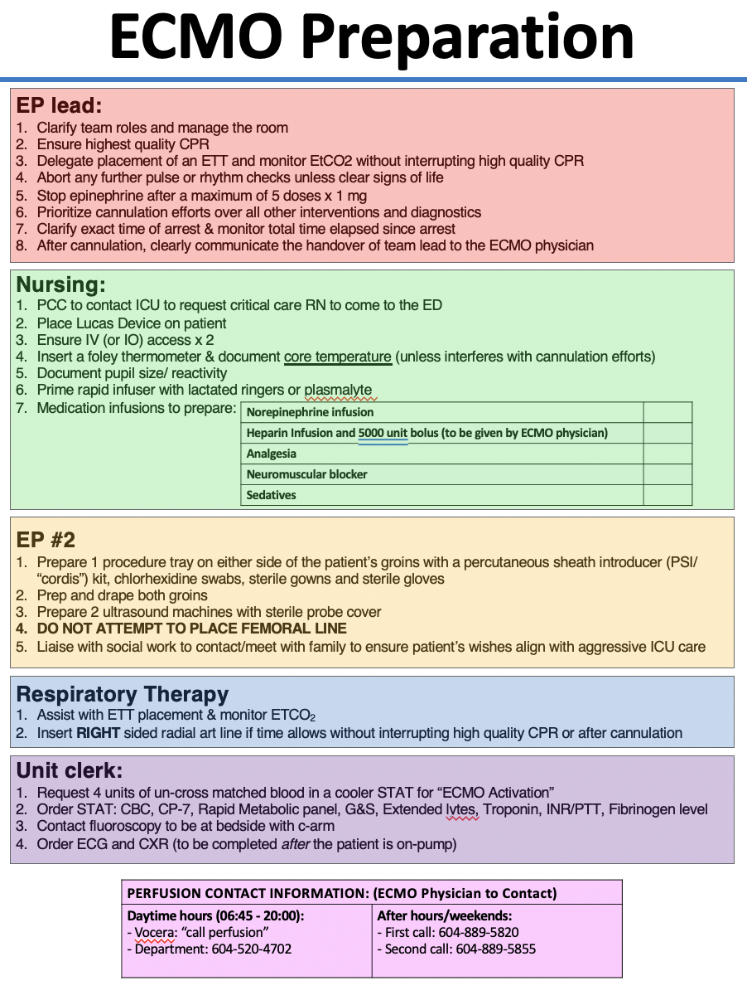 ECMO Preparation
EP lead:
1. Clarify team roles and manage the room
2. Ensure highest quality CPR
3. Delegate placement of an ETT and monitor EtCO2 without interrupting high quality CPR
4. Abort any further pulse or rhythm checks unless clear signs of life
5. Stop epinephrine after a maximum of 5 doses x 1 mg
6. Prioritize cannulation efforts over all other interventions and diagnostics
7. Clarify exact time of arrest & monitor total time elapsed since arrest
8. After cannulation, clearly communicate the handover of team lead to the ECMO physician
Nursing:
1. PCC to contact ICU to request critical care RN to come to the ED
2. Place Lucas Device on patient
3. Ensure IV (or IO) access x 2
4. Insert a foley thermometer & document core temperature (unless interferes with cannulation efforts)
5. Document pupil size/ reactivity
6. Prime rapid infuser with lactated ringers or plasmalyte
7. Medication infusions to prepare:
Norepinephrine infusion
Heparin Infusion and 5000 unit bolus (to be given by ECMO physician)
Analgesia
Neuromuscular blocker
Sedatives
EP #2
1. Prepare 1 procedure tray on either side of the patient's groins with a percutaneous sheath introducer (PSI/
"cordis") kit, chlorhexidine swabs, sterile gowns and sterile gloves
2. Prep and drape both groins
3. Prepare 2 ultrasound machines with sterile probe cover
4. DO NOT ATTEMPT TO PLACE FEMORAL LINE
5. Liaise with social work to contact/meet with family to ensure patient's wishes align with aggressive ICU care
Respiratory Therapy
1. Assist with ETT placement & monitor ETCO₂
2. Insert RIGHT sided radial art line if time allows without interrupting high quality CPR or after cannulation
Unit clerk:
1. Request 4 units of un-cross matched blood in a cooler STAT for "ECMO Activation"
2. Order STAT: CBC, CP-7, Rapid Metabolic panel, G&S, Extended lytes, Troponin, INR/PTT, Fibrinogen level
3. Contact fluoroscopy to be at bedside with c-arm
4. Order ECG and CXR (to be completed after the patient is on-pump)
PERFUSION CONTACT INFORMATION: (ECMO Physician to Contact)
Daytime hours (06:45 - 20:00):
- Vocera: "call perfusion"
- Department: 604-520-4702
After hours/weekends:
- First call: 604-889-5820
- Second call: 604-889-5855